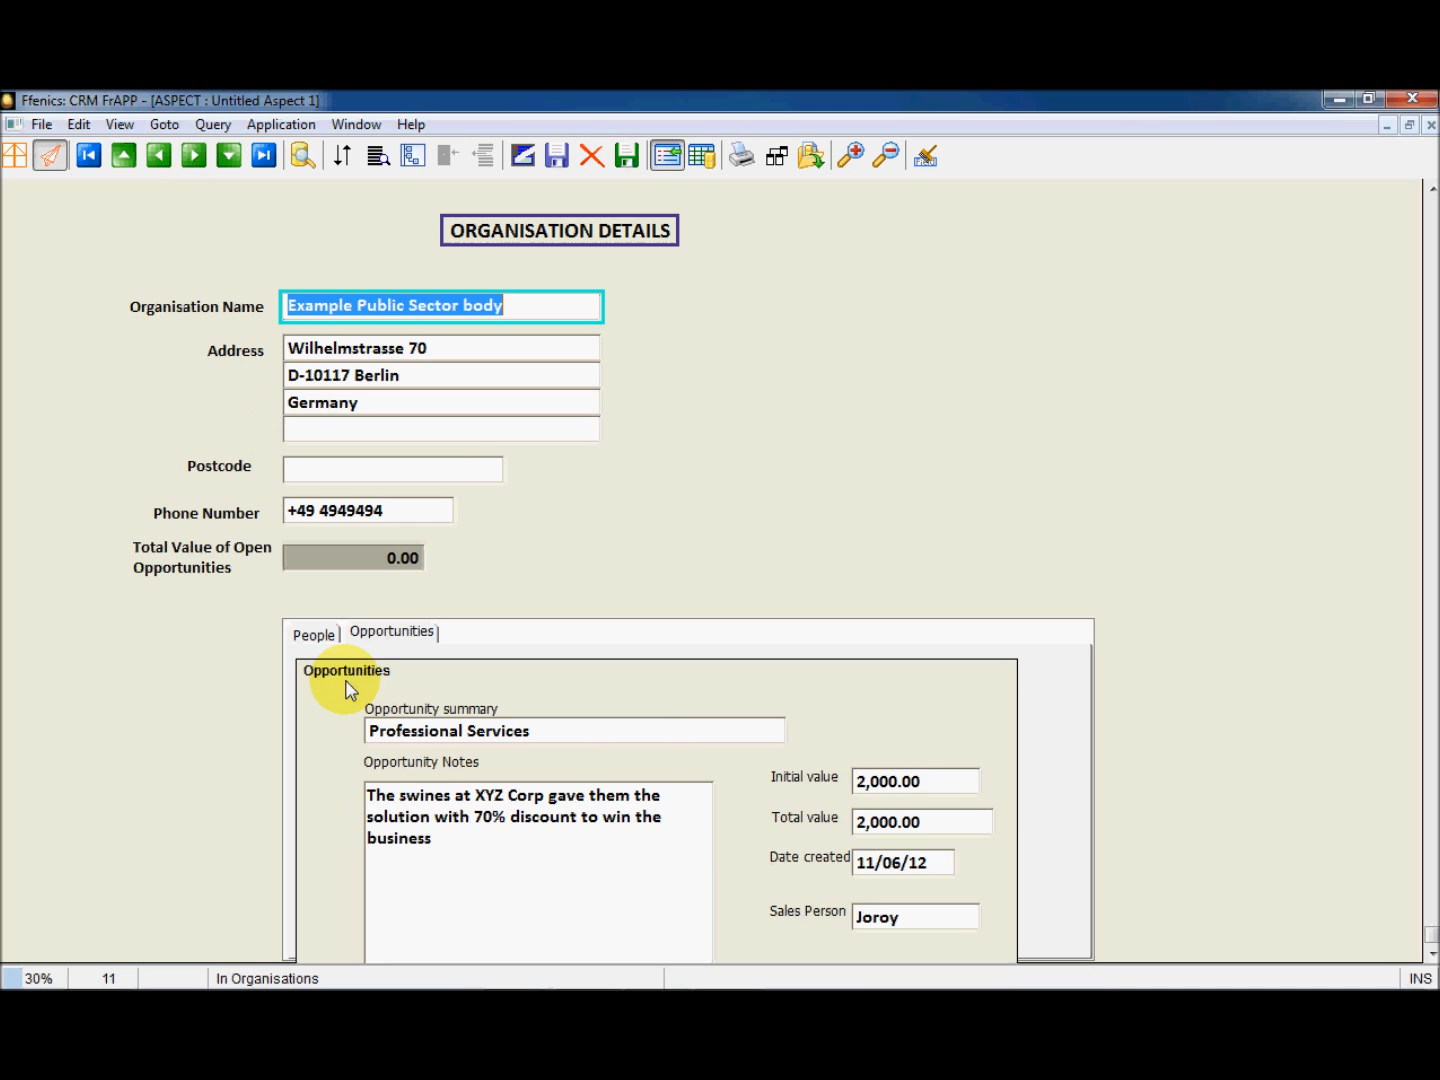 Ffenics: CRM FrAPP - [ASPECT : Untitled Aspect 1]
File Edit View Goto Query Application Window Help
ORGANISATION DETAILS
Organisation Name Example Public Sector body
Address Wilhelmstrasse 70
D-10117 Berlin
Germany
Postcode
Phone Number +49 4949494
Total Value of Open
Opportunities
0.00
People Opportunities
Opportunities
Opportunity summary
Professional Services
Opportunity Notes
The swines at XYZ Corp gave them the
solution with 70% discount to win the
business
Initial value 2,000.00
Total value 2,000.00
Date created 11/06/12
Sales Person Joroy
30% 11 In Organisations INS